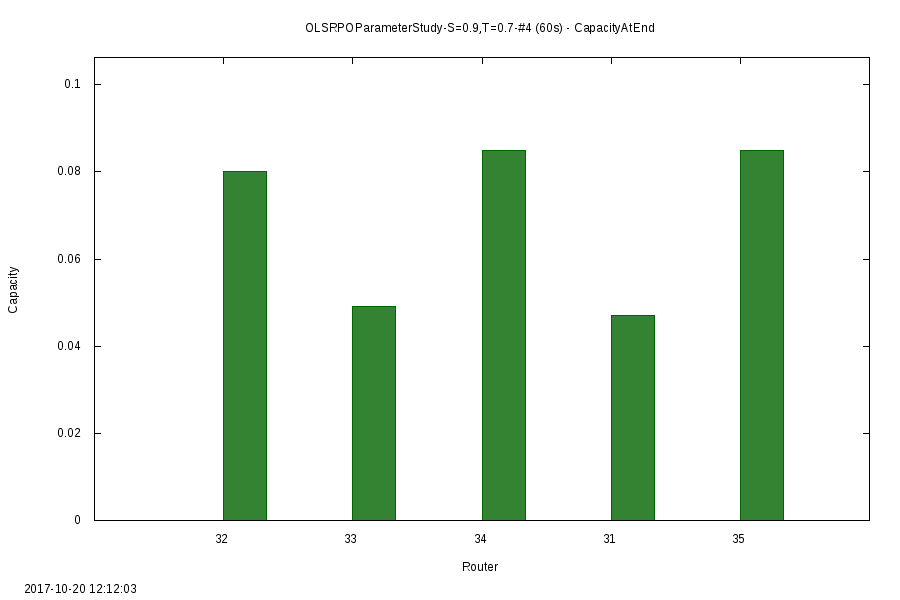 OLSRPOParameterStudy-S=0.9,T=0.7-#4 (60s) - CapacityAtEnd
0.1
0.08
0.06
0.04
0.02
0
Capacity
32 33 34 31 35
Router
2017-10-20 12:12:03